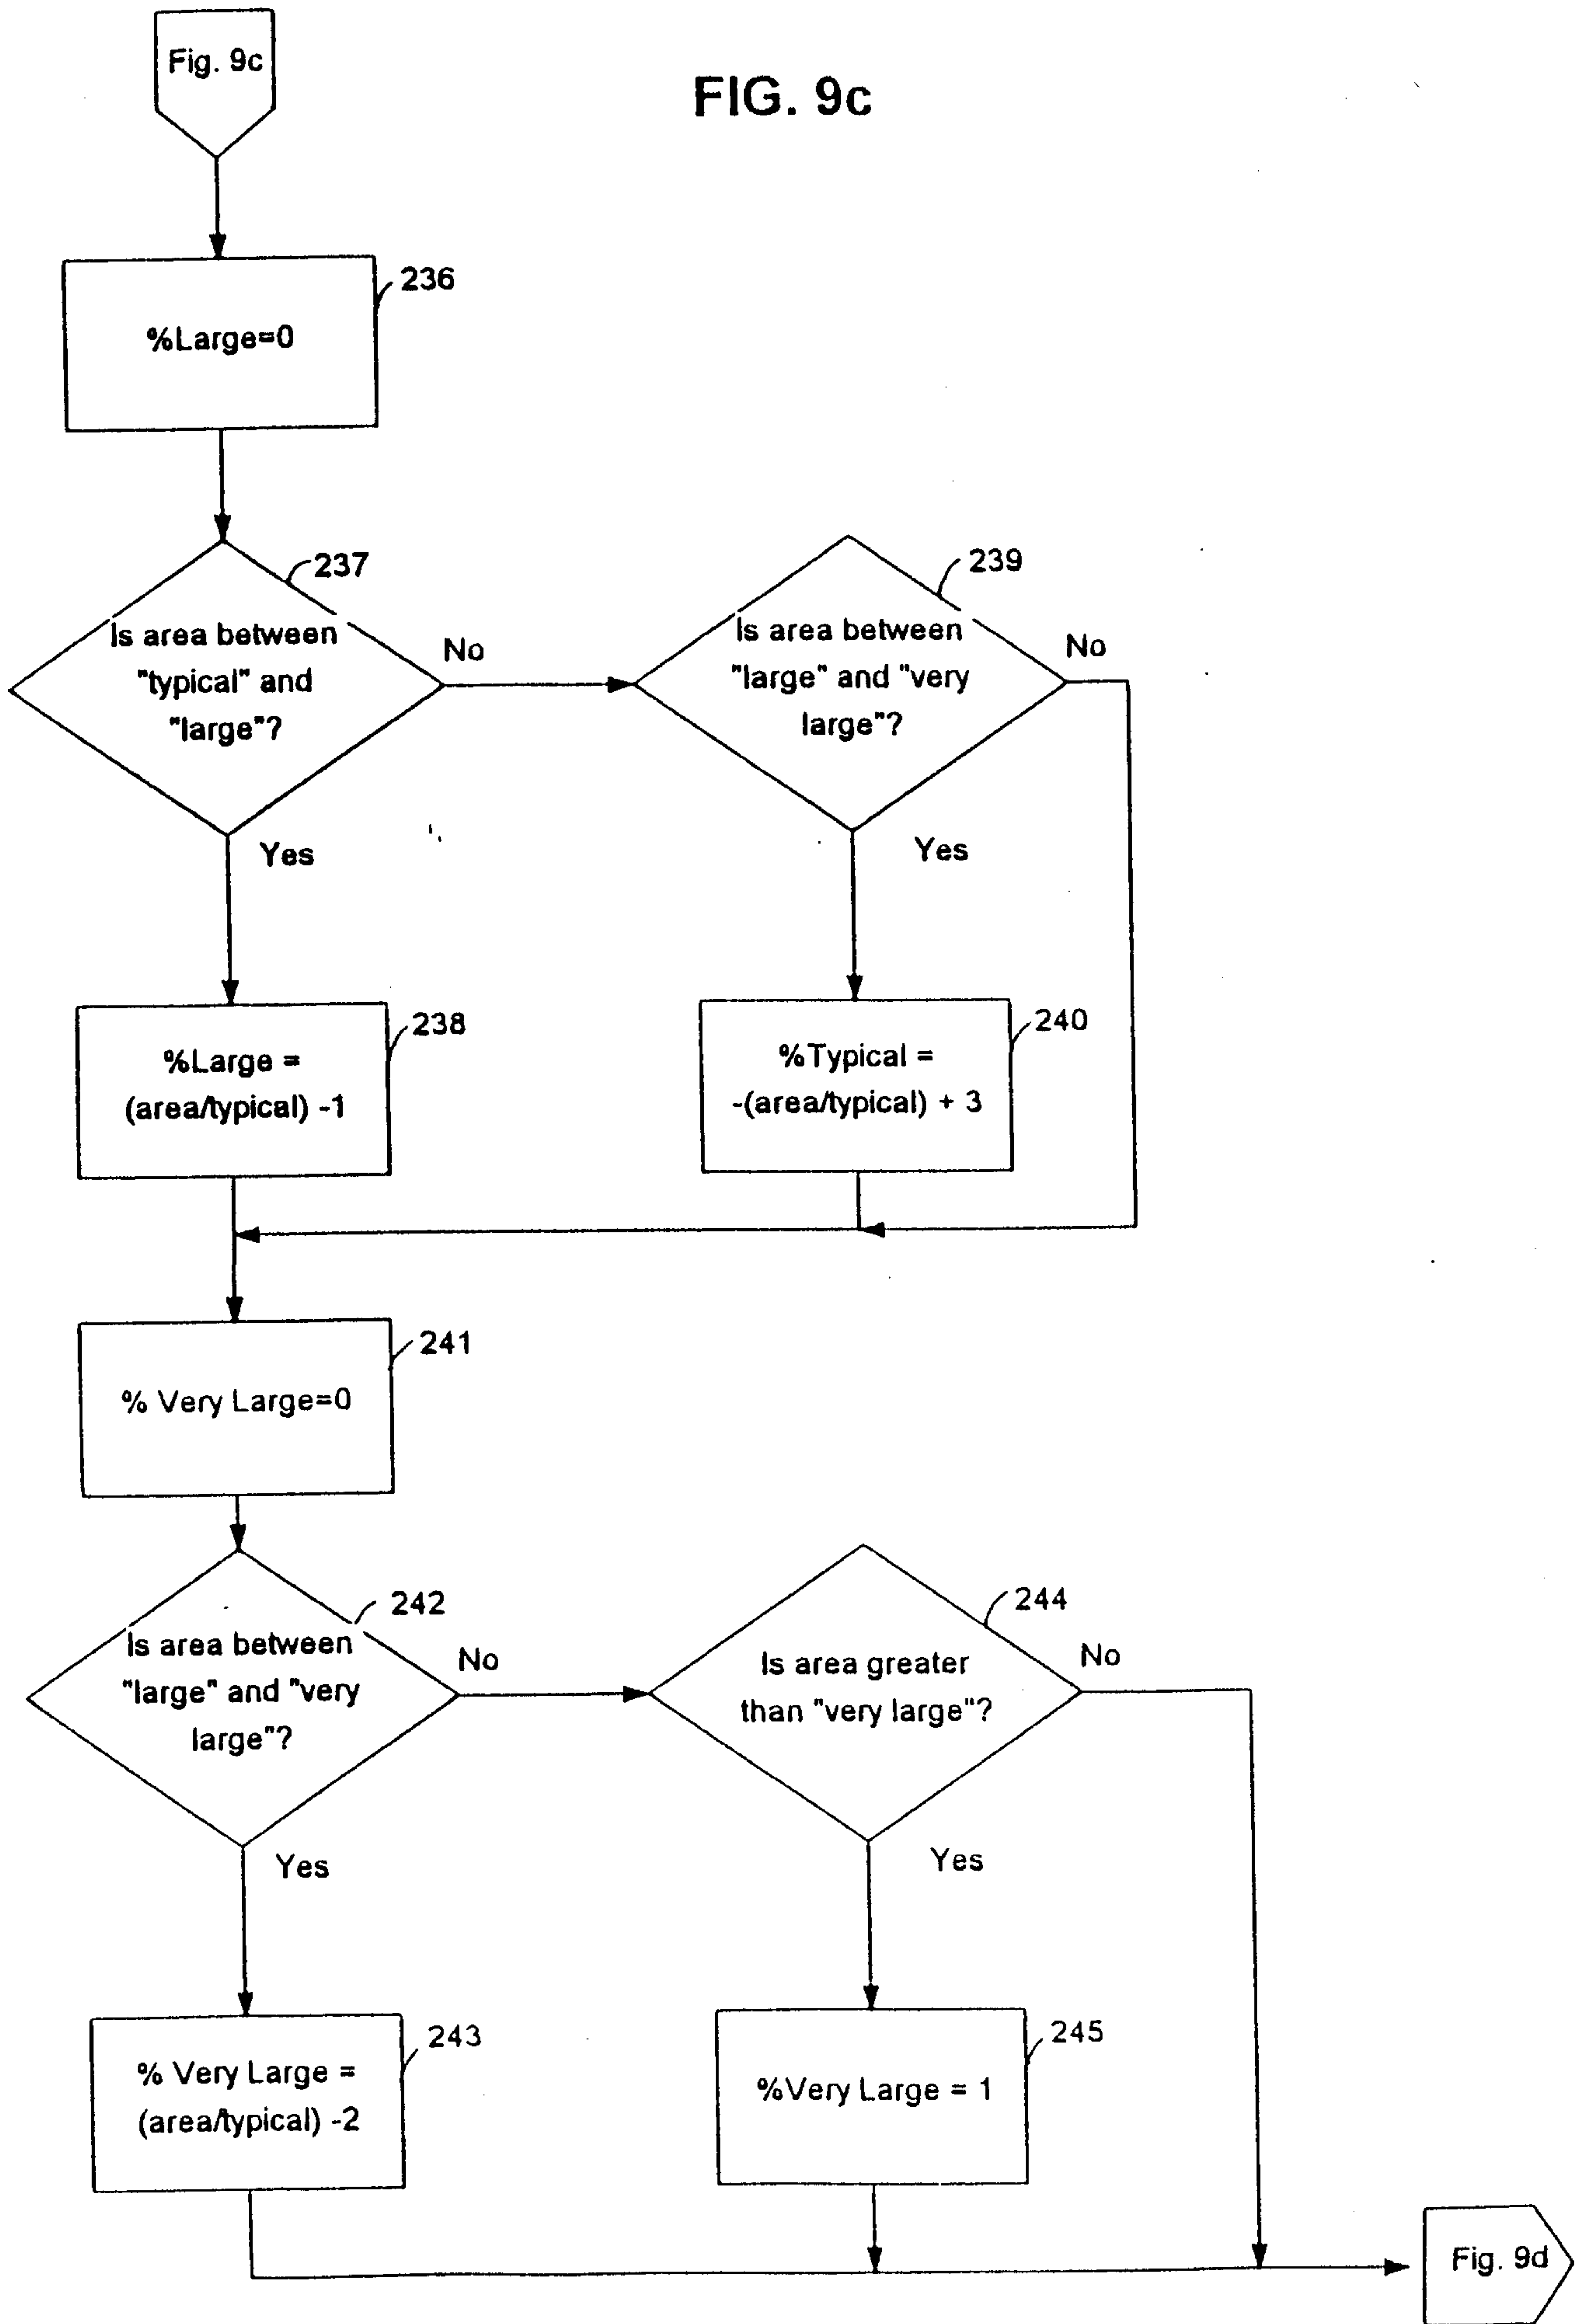 Fig. 9c
FIG. 9c
236
%Large=0
237
Is area between
"typical" and
"large"?
No
Yes
239
Is area between
"large" and "very
large"?
No
Yes
238
%Large =
(area/typical) -1
240
%Typical =
-(area/typical) + 3
241
% Very Large=0
242
Is area between
"large" and "very
large"?
No
Yes
244
Is area greater
than "very large"?
No
Yes
243
% Very Large =
(area/typical) -2
245
%Very Large = 1
Fig. 9d